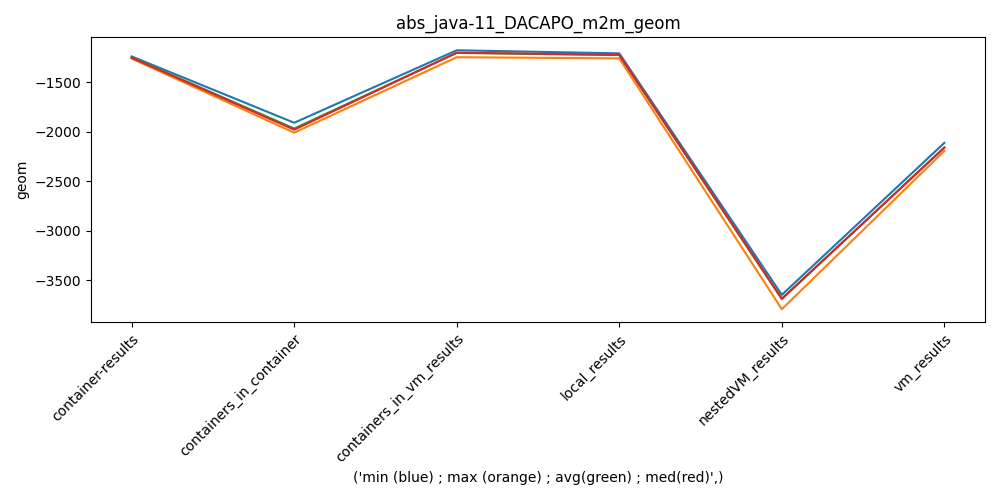 abs_java-11_DACAPO_m2m_geom
geom
−1500
−2000
−2500
−3000
−3500
container-results
containers_in_container
containers_in_vm_results
local_results
nestedVM_results
vm_results
('min (blue) ; max (orange) ; avg(green) ; med(red)',)